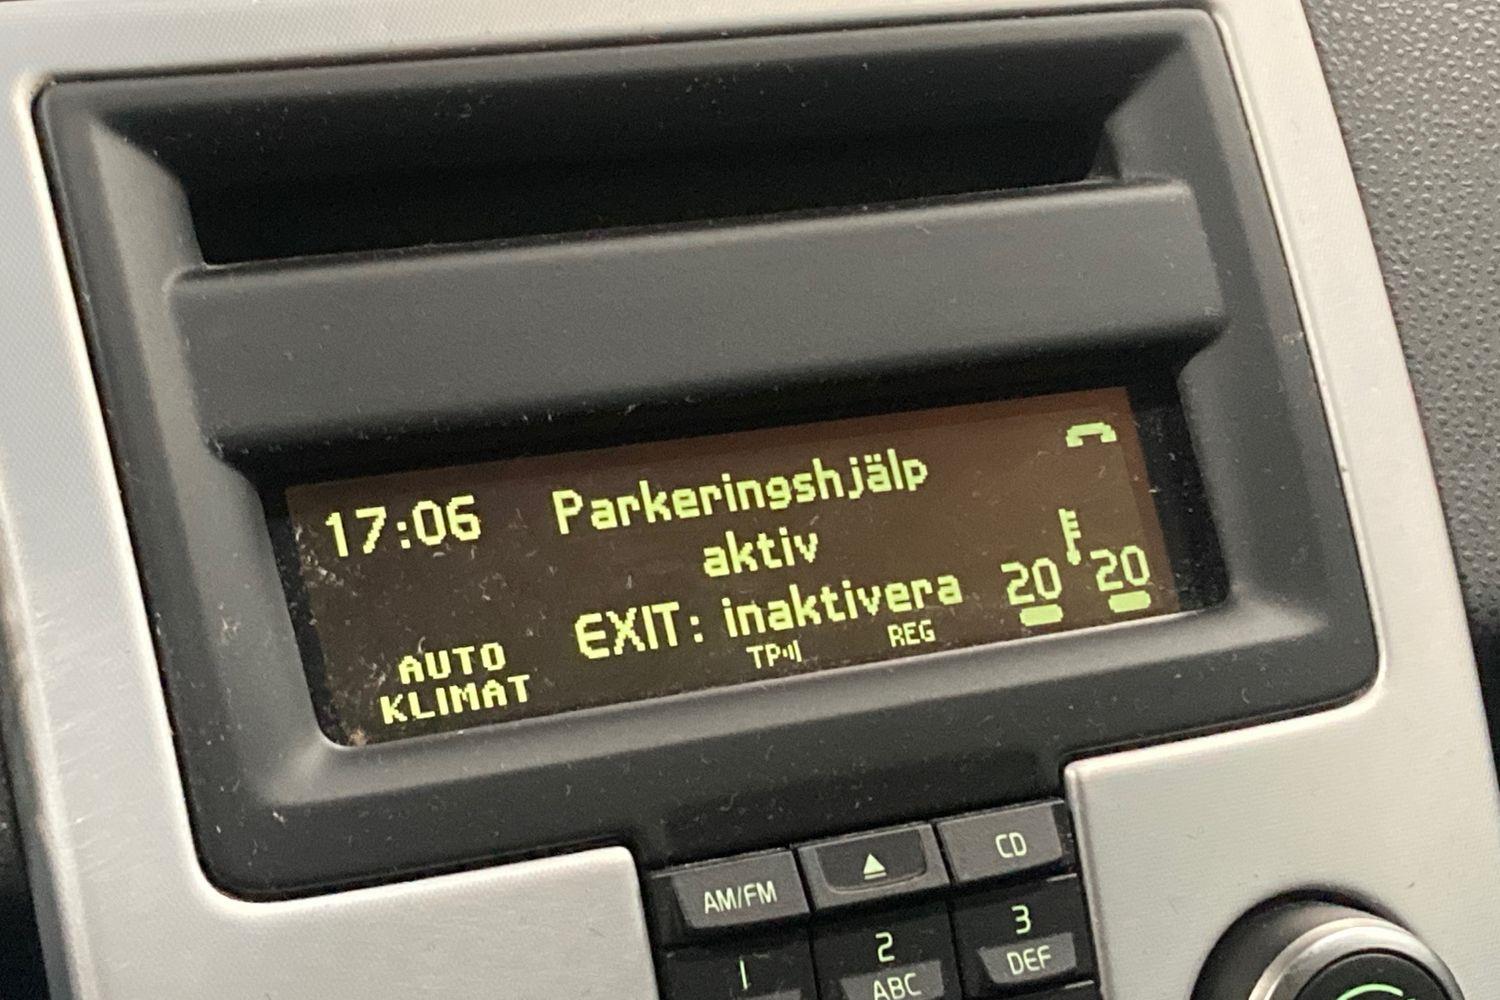 17:06
Parkeringshjälp
aktiv
EXIT: inaktivera
20 20
AUTO
KLIMAT
TP
REG
AM/FM
CD
1
2
ABC
3
DEF